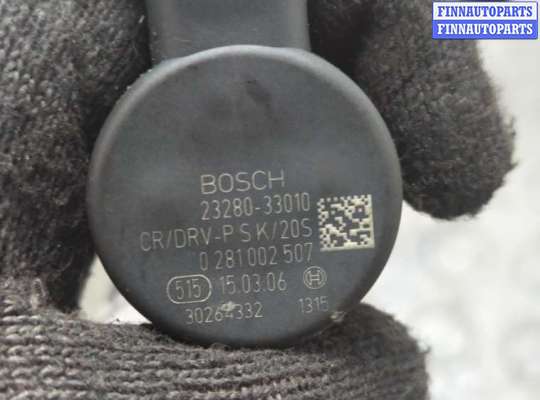 FINNAUTOPARTS
FINNAUTOPARTS
BOSCH
23280-33010
CR/DRV-PSK/20S
0 281 002 507
515 15.03.06
30264332 1315